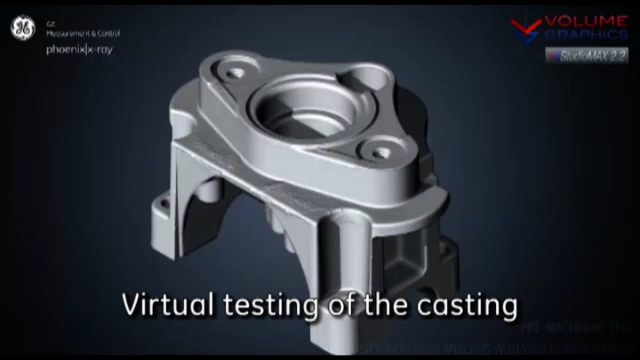 GE
Measurement & Control
phoenix|x-ray
VOLUME
GRAPHICS
StudioMAX 2.2
Virtual testing of the casting